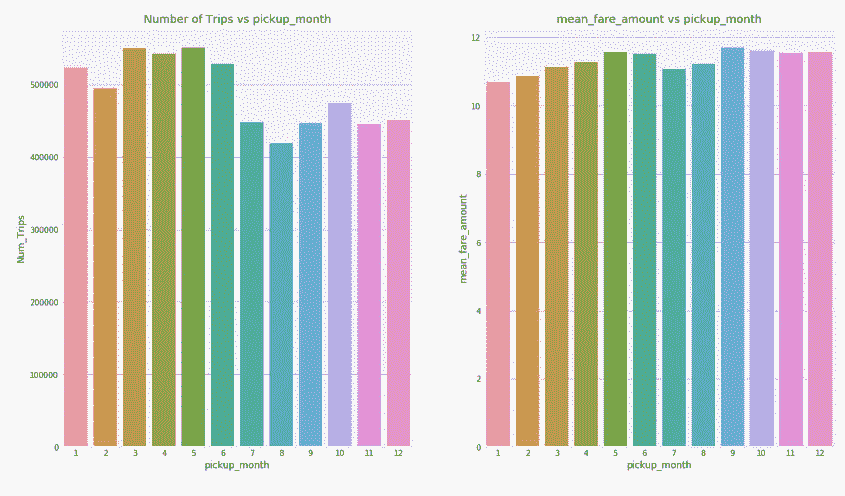 Number of Trips vs pickup_month
500000
400000
300000
200000
100000
0
Num_Trips
1 2 3 4 5 6 7 8 9 10 11 12
pickup_month
mean_fare_amount vs pickup_month
12
10
8
6
4
2
0
mean_fare_amount
1 2 3 4 5 6 7 8 9 10 11 12
pickup_month